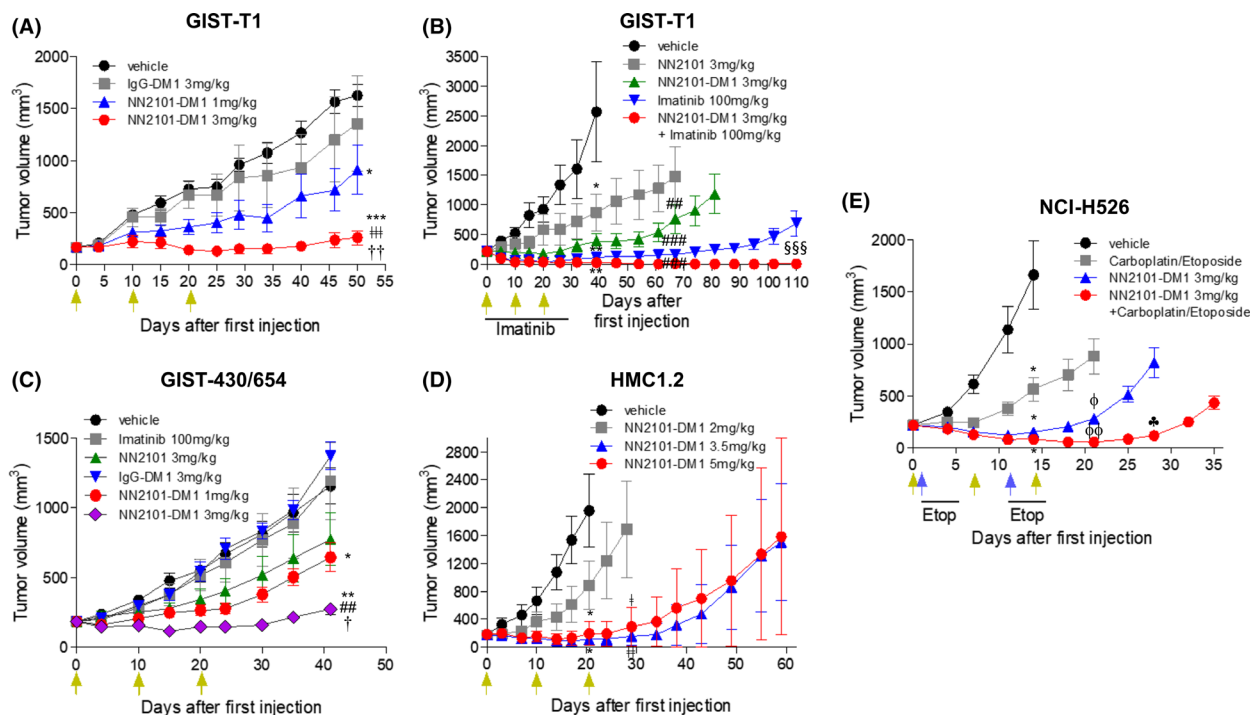 (A)
GIST-T1
2000
1500
1000
500
0
Tumor volume (mm³)
vehicle
IgG-DM1 3mg/kg
NN2101-DM1 1mg/kg
NN2101-DM1 3mg/kg
*
***
‡‡
††
0 5 10 15 20 25 30 35 40 45 50 55
Days after first injection
(B)
GIST-T1
3500
3000
2500
2000
1500
1000
500
0
Tumor volume (mm³)
vehicle
NN2101 3mg/kg
NN2101-DM1 3mg/kg
Imatinib 100mg/kg
NN2101-DM1 3mg/kg
+ Imatinib 100mg/kg
*
##
**
###
§§§
###
**
0 10 20 30 40 50 60 70 80 90 100 110
Days after
first injection
Imatinib
(C)
GIST-430/654
1500
1000
500
0
Tumor volume (mm³)
vehicle
Imatinib 100mg/kg
NN2101 3mg/kg
IgG-DM1 3mg/kg
NN2101-DM1 1mg/kg
NN2101-DM1 3mg/kg
*
**
##
†
0 10 20 30 40 50
Days after first injection
(D)
HMC1.2
2800
2400
2000
1600
1200
800
400
0
Tumor volume (mm³)
vehicle
NN2101-DM1 2mg/kg
NN2101-DM1 3.5mg/kg
NN2101-DM1 5mg/kg
*
‡
*
0 10 20 30 40 50 60
Days after first injection
(E)
NCI-H526
2000
1500
1000
500
0
Tumor volume (mm³)
vehicle
Carboplatin/Etoposide
NN2101-DM1 3mg/kg
NN2101-DM1 3mg/kg
+Carboplatin/Etoposide
*
ϕ
*
ϕϕ
♣
*
0 5 10 15 20 25 30 35
Etop
Etop
Days after first injection